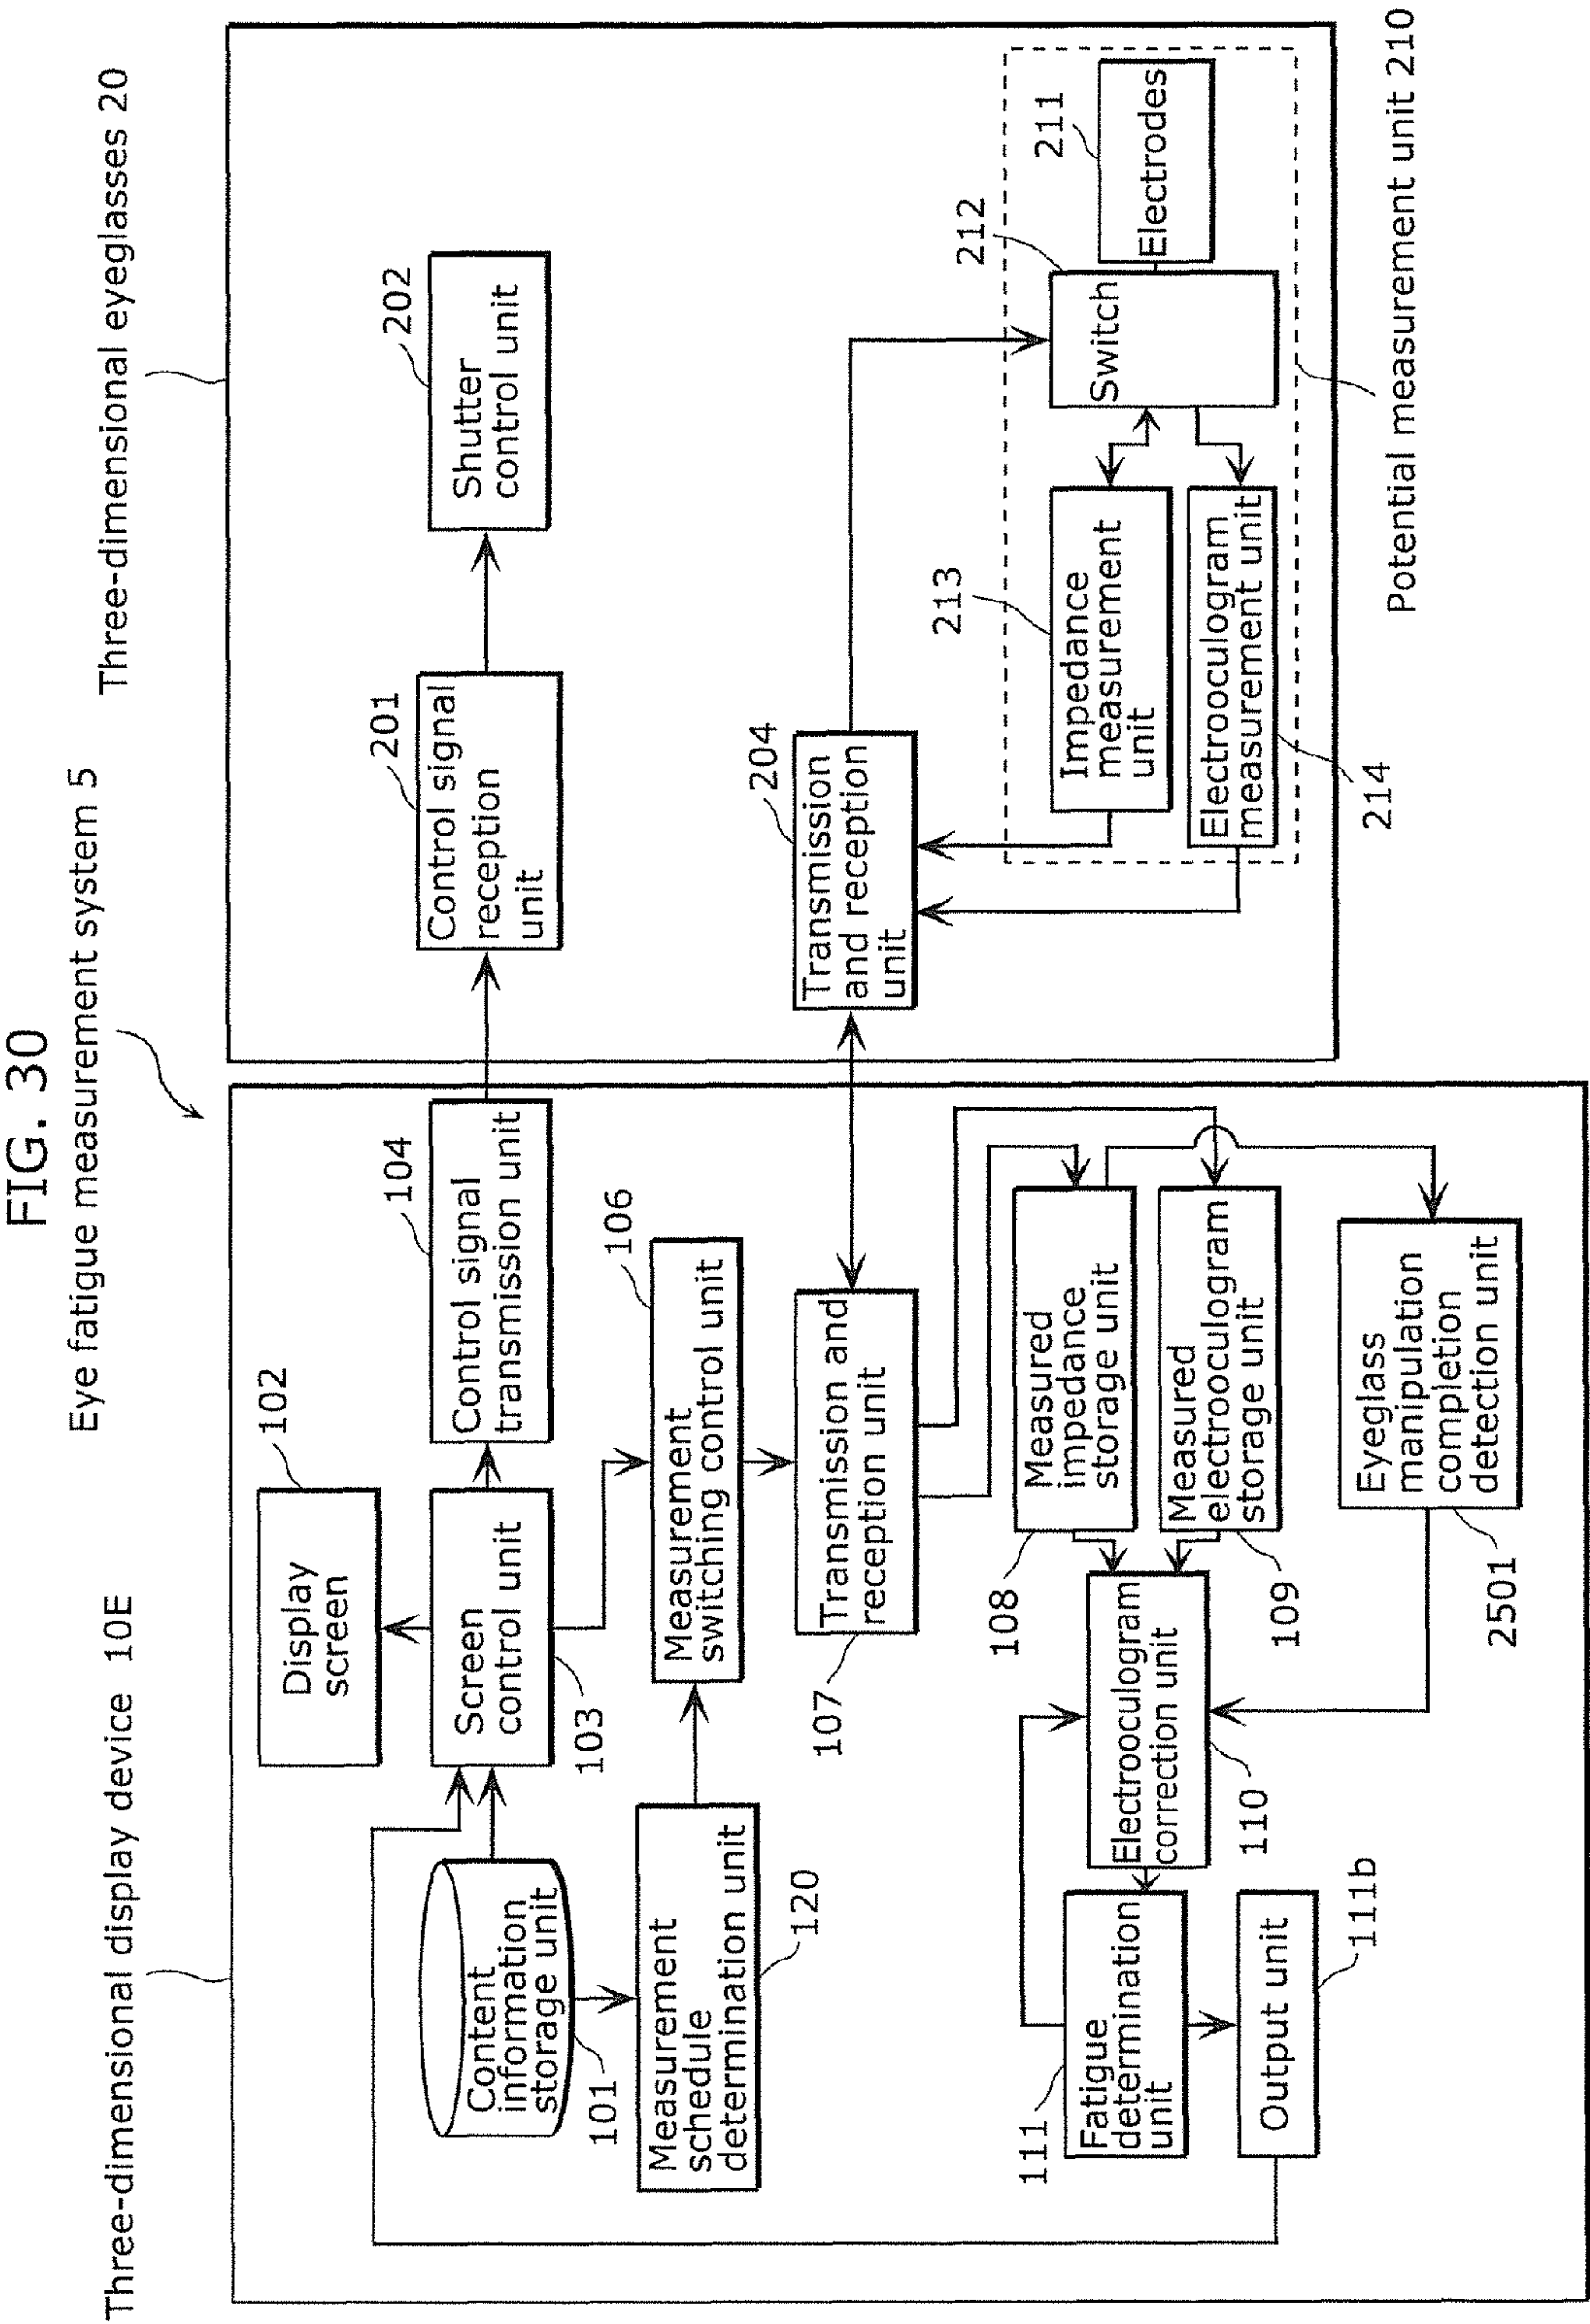 FIG. 30
Eye fatigue measurement system 5
Three-dimensional display device 10E
Three-dimensional eyeglasses 20
102
Display
screen
104
Control signal
transmission unit
Screen
control unit
103
Content
information
storage unit
101
106
Measurement
switching control unit
Measurement
schedule
determination unit
120
Transmission and
reception unit
107
Measured
impedance
storage unit
108
Measured
electrooculogram
storage unit
109
Eyeglass
manipulation
completion
detection unit
2501
Electrooculogram
correction unit
110
111
Fatigue
determination
unit
Output unit
111b
201
Control signal
reception
unit
202
Shutter
control unit
204
Transmission
and reception
unit
213
Impedance
measurement
unit
Electrooculogram
measurement unit
214
212
Switch
211
Electrodes
Potential measurement unit 210